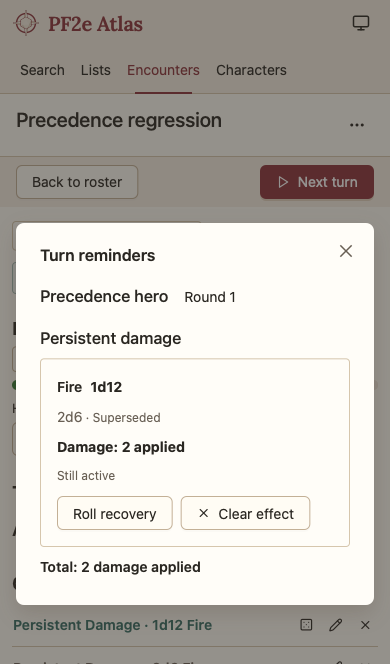 PF2e Atlas
Search Lists Encounters Characters
Precedence regression
Back to roster
Next turn
Turn reminders
Precedence hero Round 1
Persistent damage
Fire 1d12
2d6 · Superseded
Damage: 2 applied
Still active
Roll recovery
Clear effect
Total: 2 damage applied
Persistent Damage · 1d12 Fire